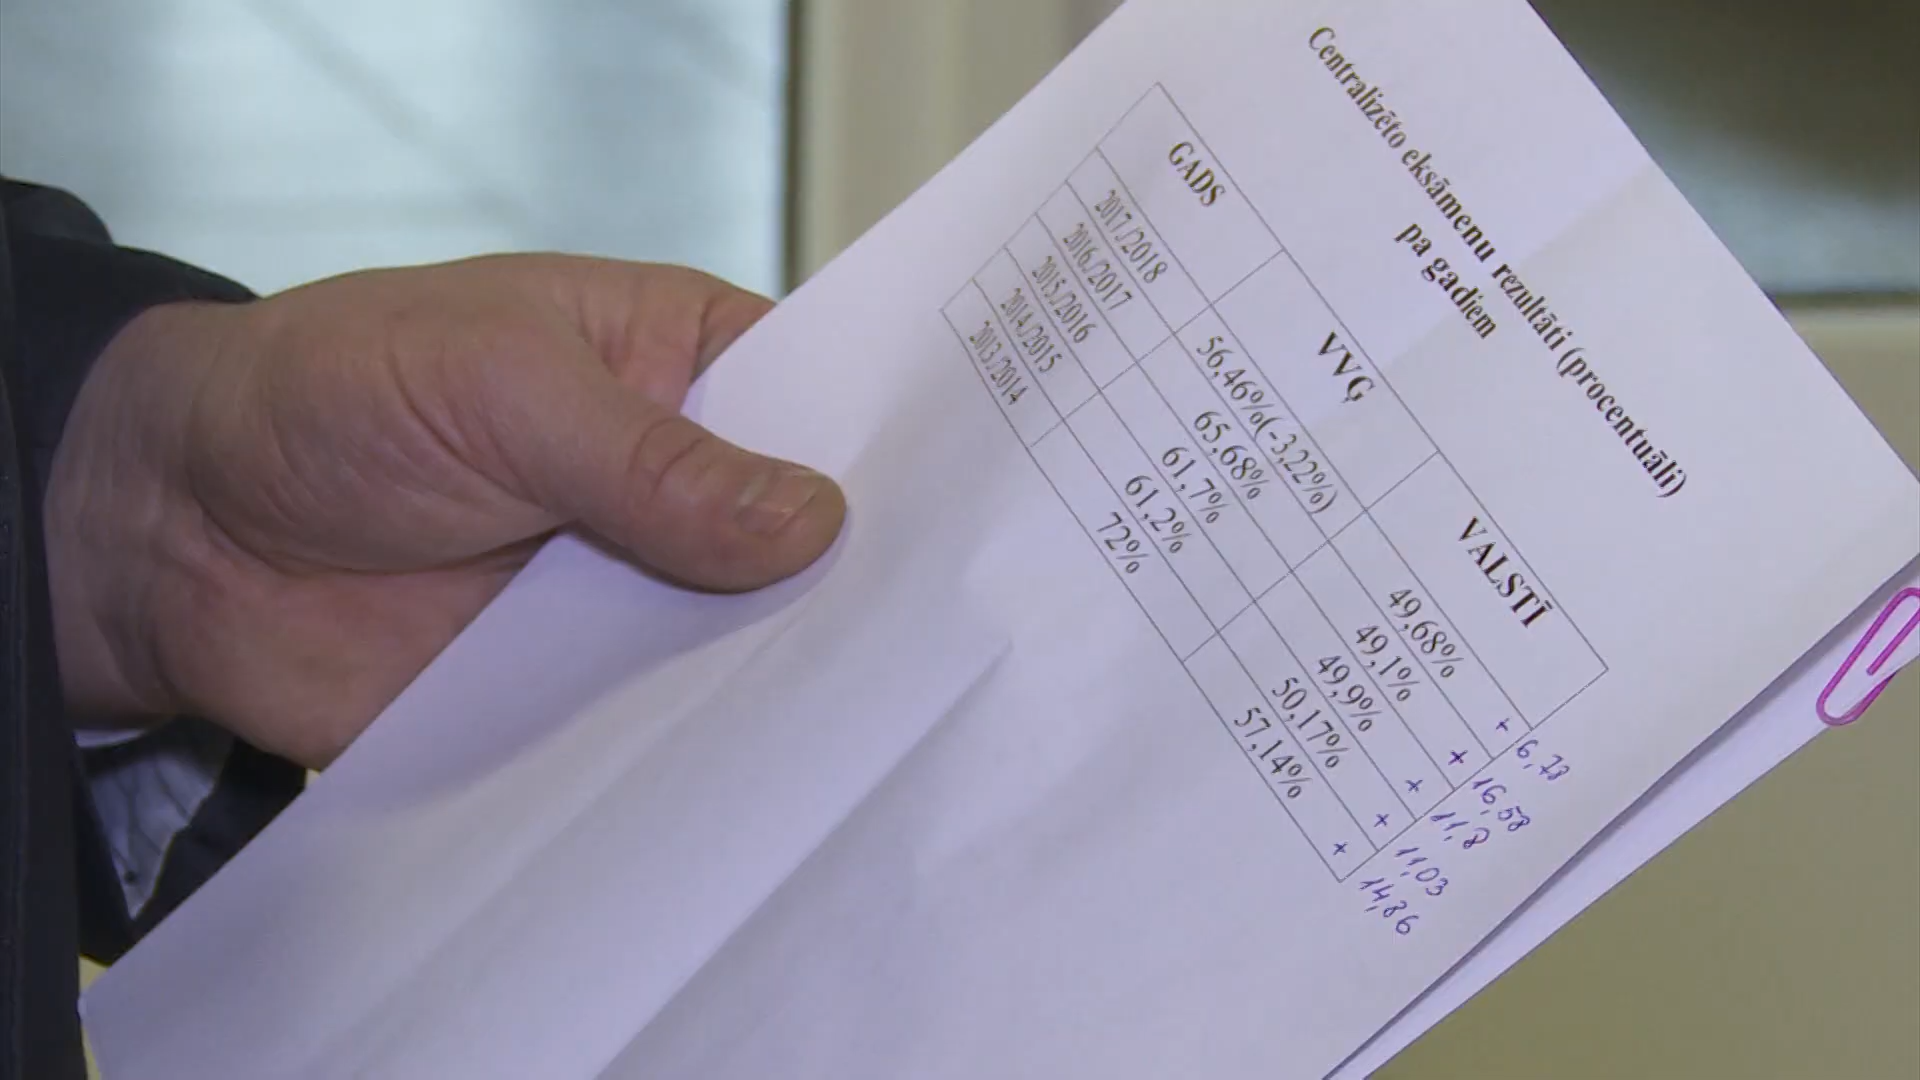 Centralizēto eksāmenu rezultāti (procentuāli)
pa gadiem
GADS VVĢ VALSTĪ
2017./2018 56,46%(-3,22%) 49,68% + 6,78
2016./2017 65,68% 49,1% + 16,58
2015./2016 61,7% 49,9% + 11,8
2014./2015 61,2% 50,17% + 11,03
2013./2014 72% 57,14% + 14,86